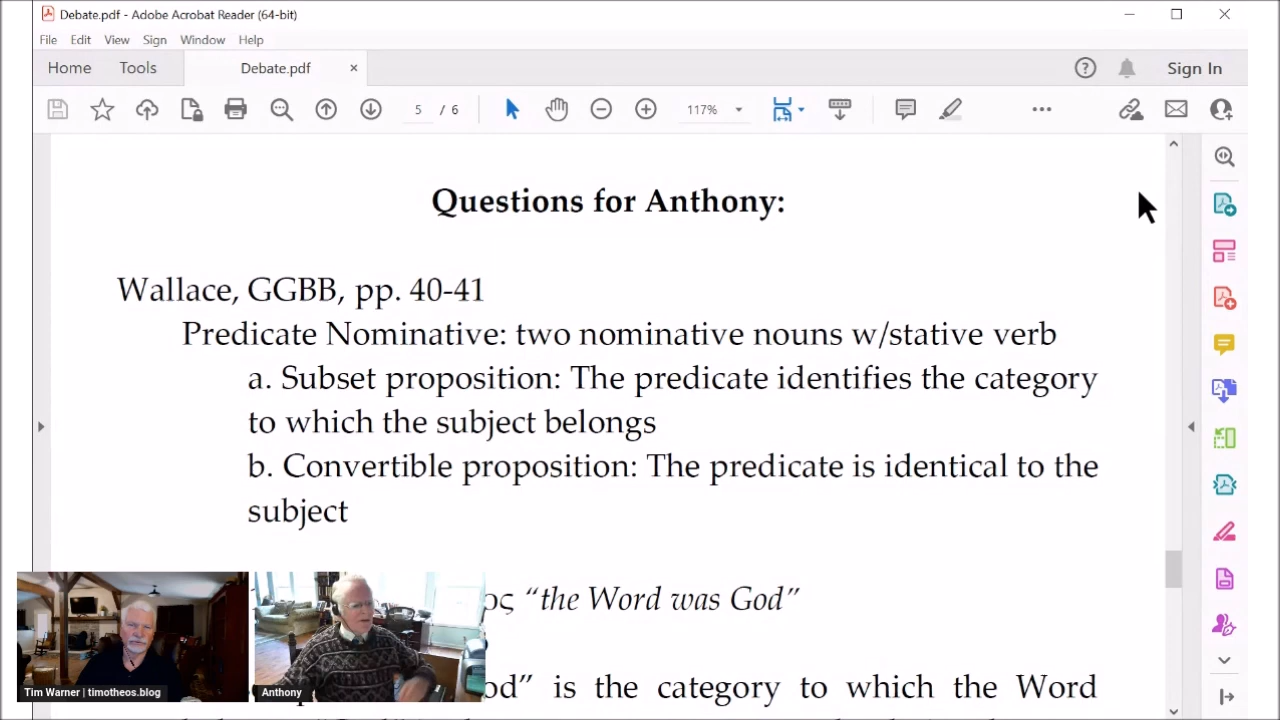 Debate.pdf - Adobe Acrobat Reader (64-bit)
File Edit View Sign Window Help
Home Tools Debate.pdf × Sign In
5 / 6 117%
Questions for Anthony:
Wallace, GGBB, pp. 40-41
Predicate Nominative: two nominative nouns w/stative verb
a. Subset proposition: The predicate identifies the category
to which the subject belongs
b. Convertible proposition: The predicate is identical to the
subject
ος “the Word was God”
od” is the category to which the Word
Tim Warner | timotheos.blog
Anthony